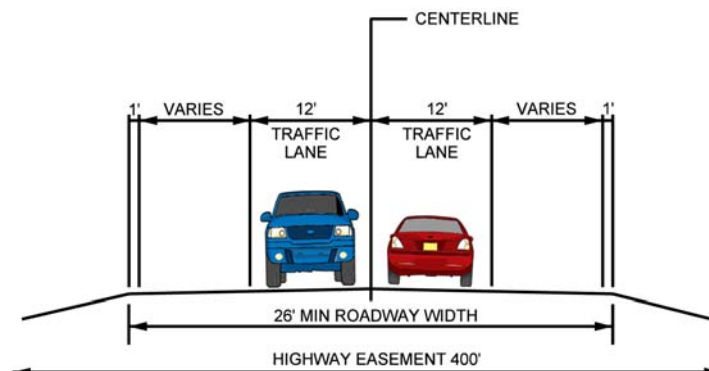 CENTERLINE
1' VARIES 12' 12' VARIES 1'
TRAFFIC TRAFFIC
LANE LANE
26' MIN ROADWAY WIDTH
HIGHWAY EASEMENT 400'